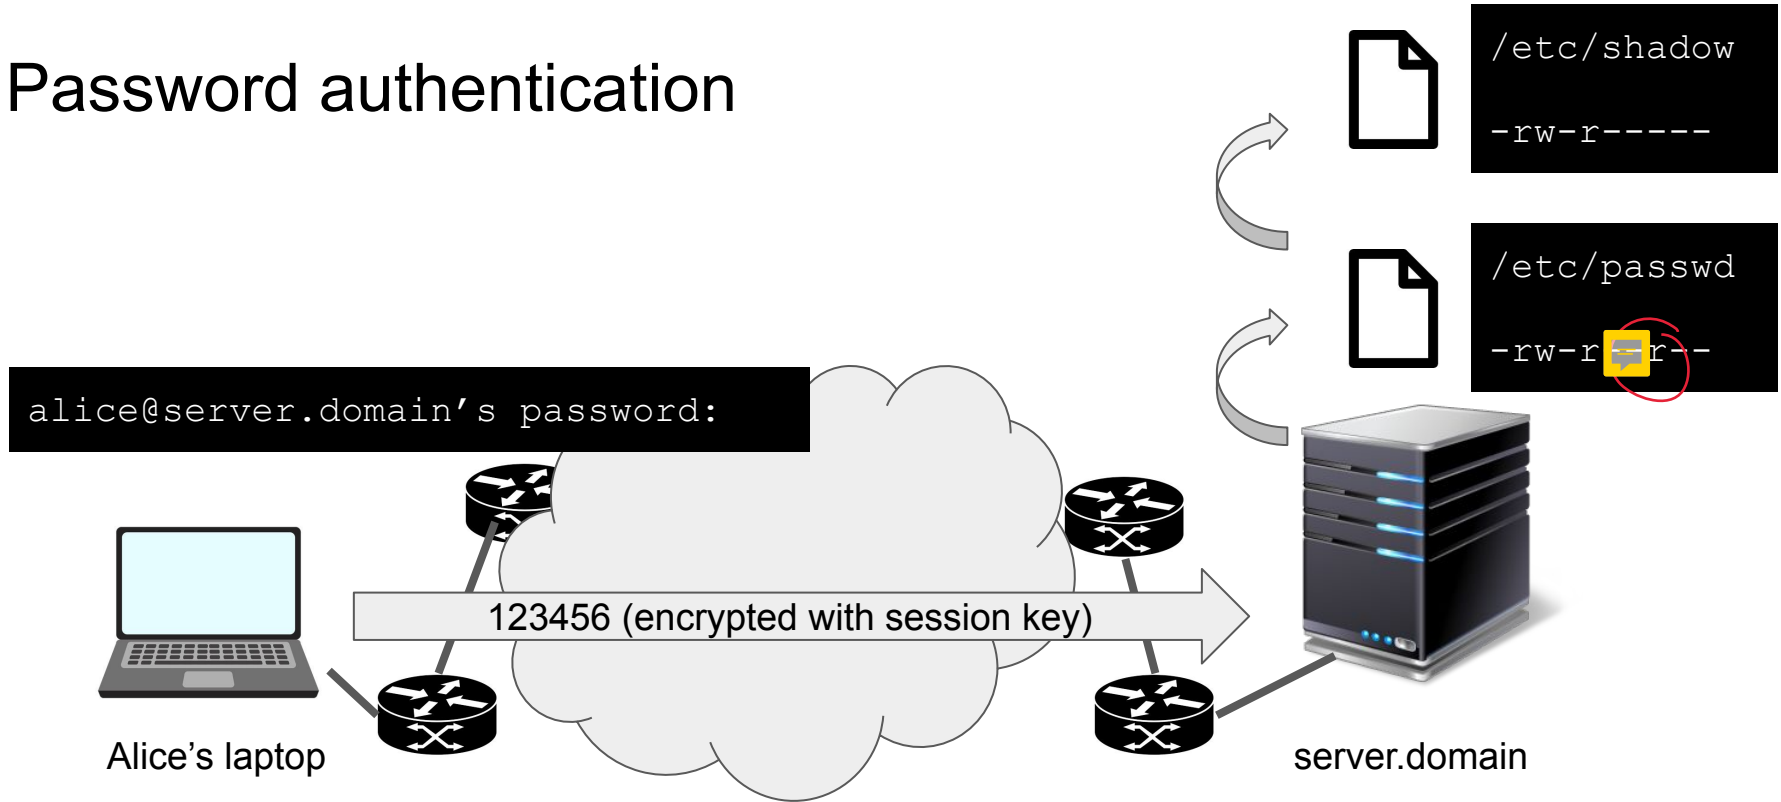 Password authentication
/etc/shadow
-rw-r-----
/etc/passwd
-rw-r--r--
alice@server.domain’s password:
123456 (encrypted with session key)
Alice’s laptop
server.domain